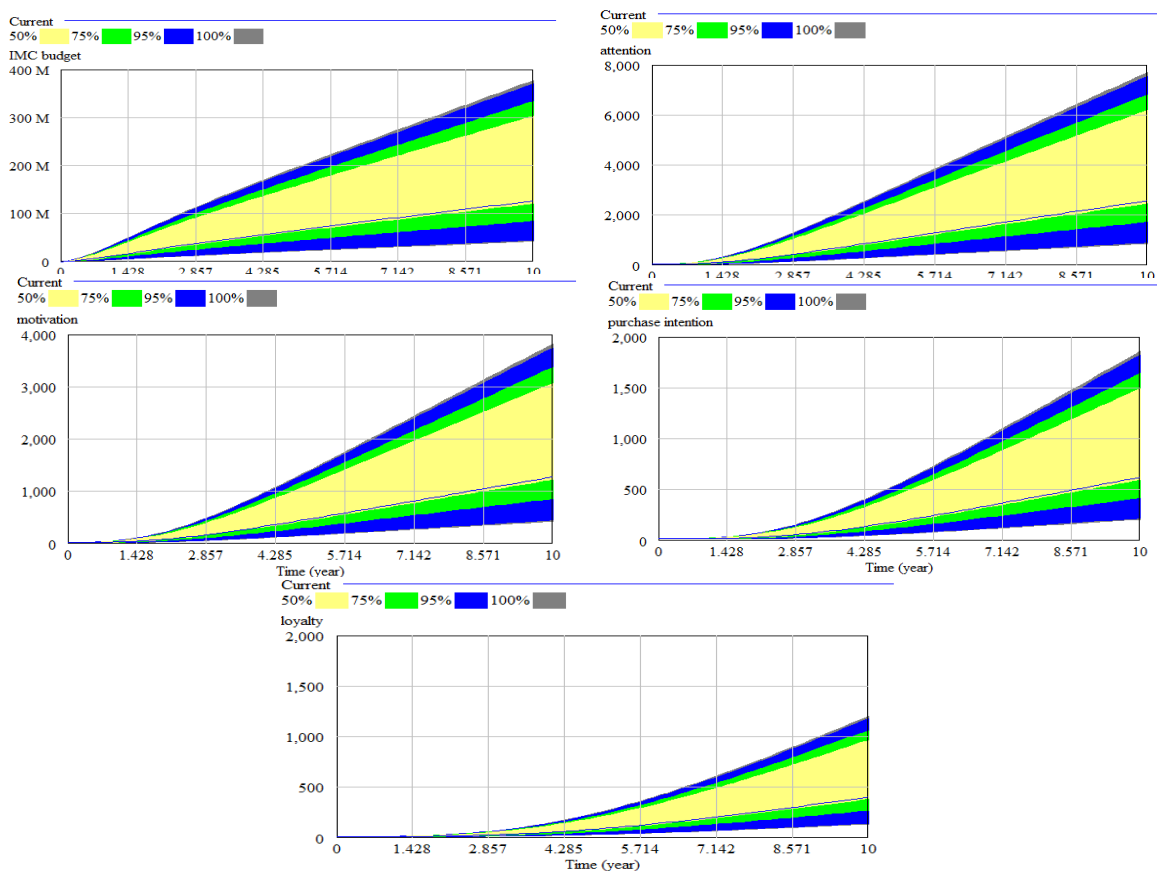 Current
50% 75% 95% 100%
IMC budget
400 M
300 M
200 M
100 M
0
0 1.428 2.857 4.285 5.714 7.142 8.571 10
Current
50% 75% 95% 100%
attention
8,000
6,000
4,000
2,000
0
0 1.428 2.857 4.285 5.714 7.142 8.571 10
Current
50% 75% 95% 100%
motivation
4,000
3,000
2,000
1,000
0
0 1.428 2.857 4.285 5.714 7.142 8.571 10
Time (year)
Current
50% 75% 95% 100%
purchase intention
2,000
1,500
1,000
500
0
0 1.428 2.857 4.285 5.714 7.142 8.571 10
Time (year)
Current
50% 75% 95% 100%
loyalty
2,000
1,500
1,000
500
0
0 1.428 2.857 4.285 5.714 7.142 8.571 10
Time (year)